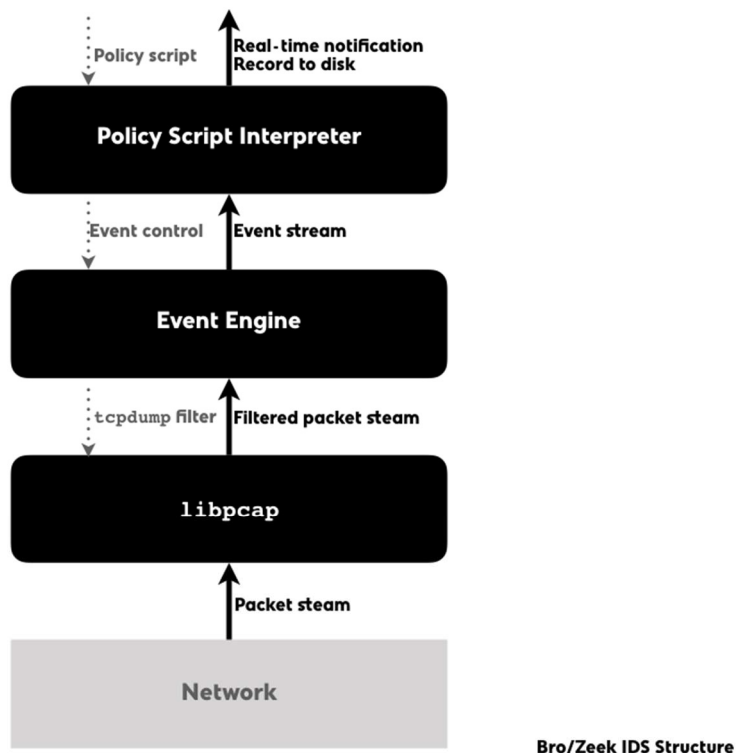 Policy script
Real-time notification
Record to disk
Policy Script Interpreter
Event control
Event stream
Event Engine
tcpdump filter
Filtered packet steam
libpcap
Packet steam
Network
Bro/Zeek IDS Structure